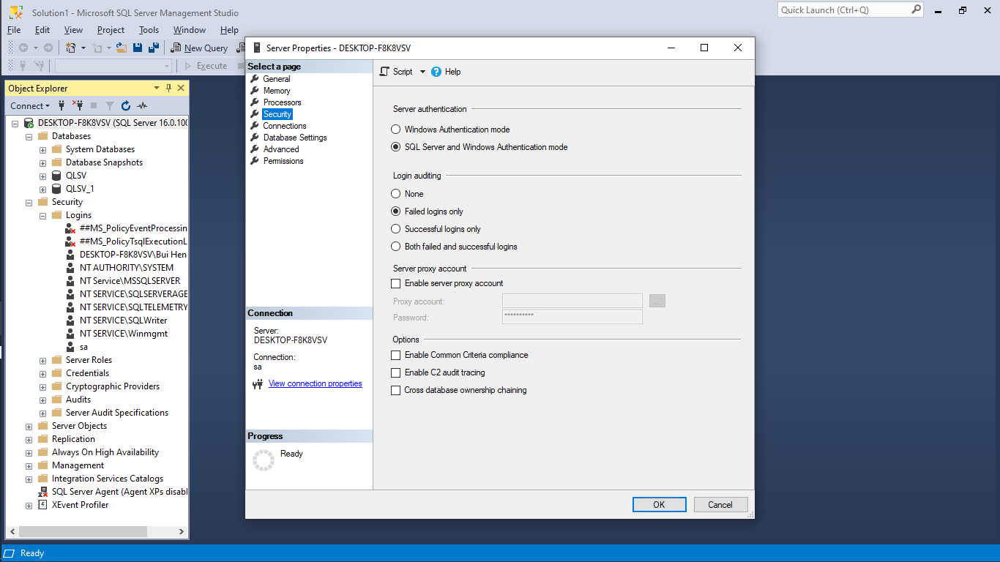 Solution1 - Microsoft SQL Server Management Studio
Quick Launch (Ctrl+Q)
File Edit View Project Tools Window Help
New Query
Execute
Object Explorer
Connect
DESKTOP-F8K8VSV (SQL Server 16.0.100
Databases
System Databases
Database Snapshots
QLSV
QLSV_1
Security
Logins
##MS_PolicyEventProcessin
##MS_PolicyTsqlExecutionL
DESKTOP-F8K8VSV\Bui Hen
NT AUTHORITY\SYSTEM
NT Service\MSSQLSERVER
NT SERVICE\SQLSERVERAGE
NT SERVICE\SQLTELEMETRY
NT SERVICE\SQLWriter
NT SERVICE\Winmgmt
sa
Server Roles
Credentials
Cryptographic Providers
Audits
Server Audit Specifications
Server Objects
Replication
Always On High Availability
Management
Integration Services Catalogs
SQL Server Agent (Agent XPs disabl
XEvent Profiler
Server Properties - DESKTOP-F8K8VSV
Select a page
General
Memory
Processors
Security
Connections
Database Settings
Advanced
Permissions
Connection
Server:
DESKTOP-F8K8VSV
Connection:
sa
View connection properties
Progress
Ready
Script Help
Server authentication
Windows Authentication mode
SQL Server and Windows Authentication mode
Login auditing
None
Failed logins only
Successful logins only
Both failed and successful logins
Server proxy account
Enable server proxy account
Proxy account: ...
Password: **********
Options
Enable Common Criteria compliance
Enable C2 audit tracing
Cross database ownership chaining
OK Cancel
Ready